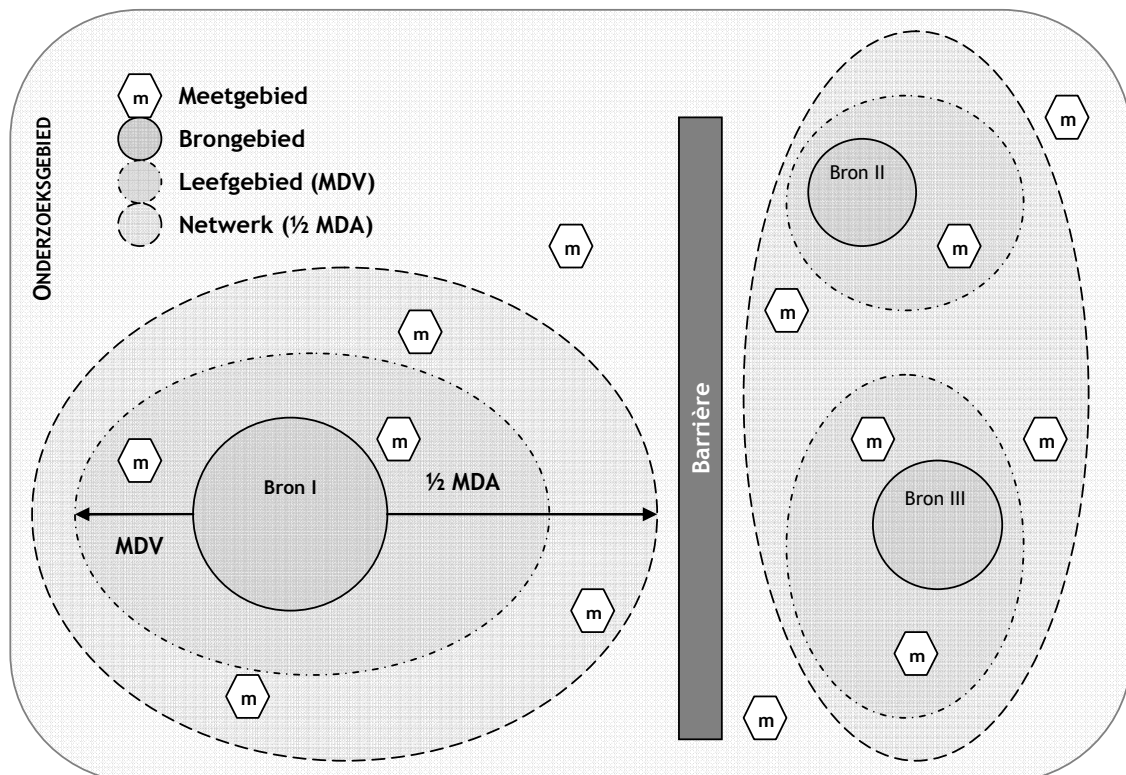 ONDERZOEKSGEBIED
m Meetgebied
Brongebied
Leefgebied (MDV)
Netwerk (½ MDA)
m
m
m
m
m
m
m
Bron I
½ MDA
MDV
Barrière
Bron II
m
m
m
m
m
Bron III
m
m